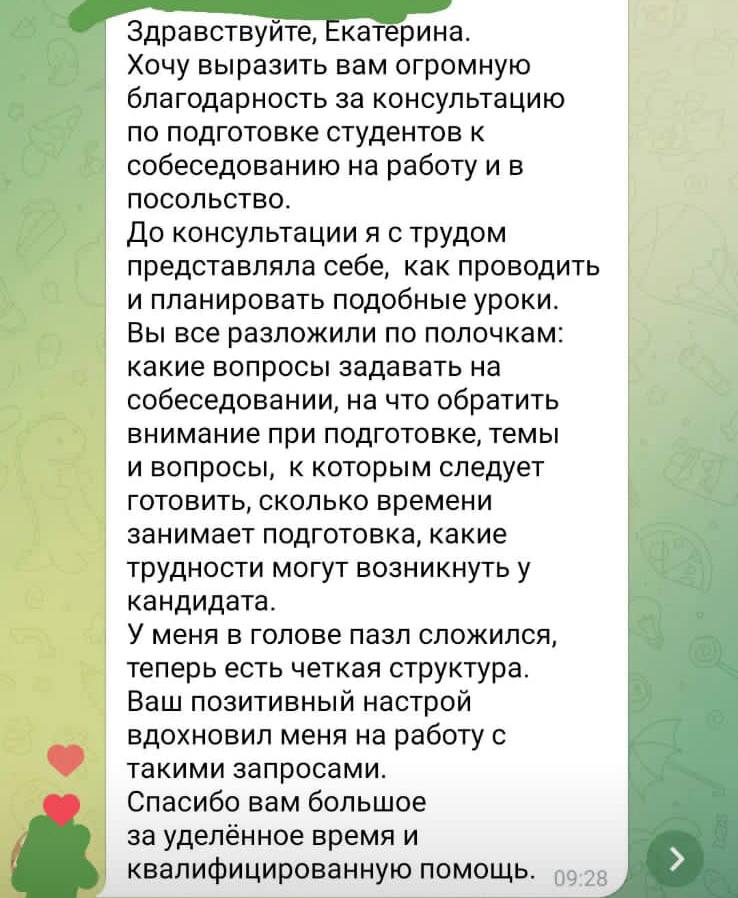 Здравствуйте, Екатерина.
Хочу выразить вам огромную
благодарность за консультацию
по подготовке студентов к
собеседованию на работу и в
посольство.
До консультации я с трудом
представляла себе,  как проводить
и планировать подобные уроки.
Вы все разложили по полочкам:
какие вопросы задавать на
собеседовании, на что обратить
внимание при подготовке, темы
и вопросы,  к которым следует
готовить, сколько времени
занимает подготовка, какие
трудности могут возникнуть у
кандидата.
У меня в голове пазл сложился,
теперь есть четкая структура.
Ваш позитивный настрой
вдохновил меня на работу с
такими запросами.
Спасибо вам большое
за уделённое время и
квалифицированную помощь.
09:28